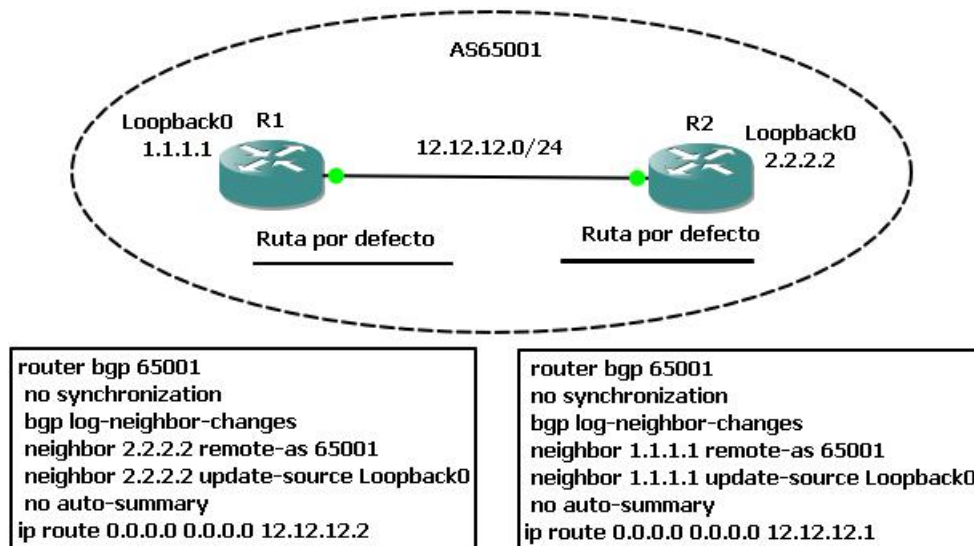 AS65001
Loopback0
1.1.1.1
R1
12.12.12.0/24
R2
Loopback0
2.2.2.2
Ruta por defecto
Ruta por defecto
router bgp 65001
no synchronization
bgp log-neighbor-changes
neighbor 2.2.2.2 remote-as 65001
neighbor 2.2.2.2 update-source Loopback0
no auto-summary
ip route 0.0.0.0 0.0.0.0 12.12.12.2
router bgp 65001
no synchronization
bgp log-neighbor-changes
neighbor 1.1.1.1 remote-as 65001
neighbor 1.1.1.1 update-source Loopback0
no auto-summary
ip route 0.0.0.0 0.0.0.0 12.12.12.1